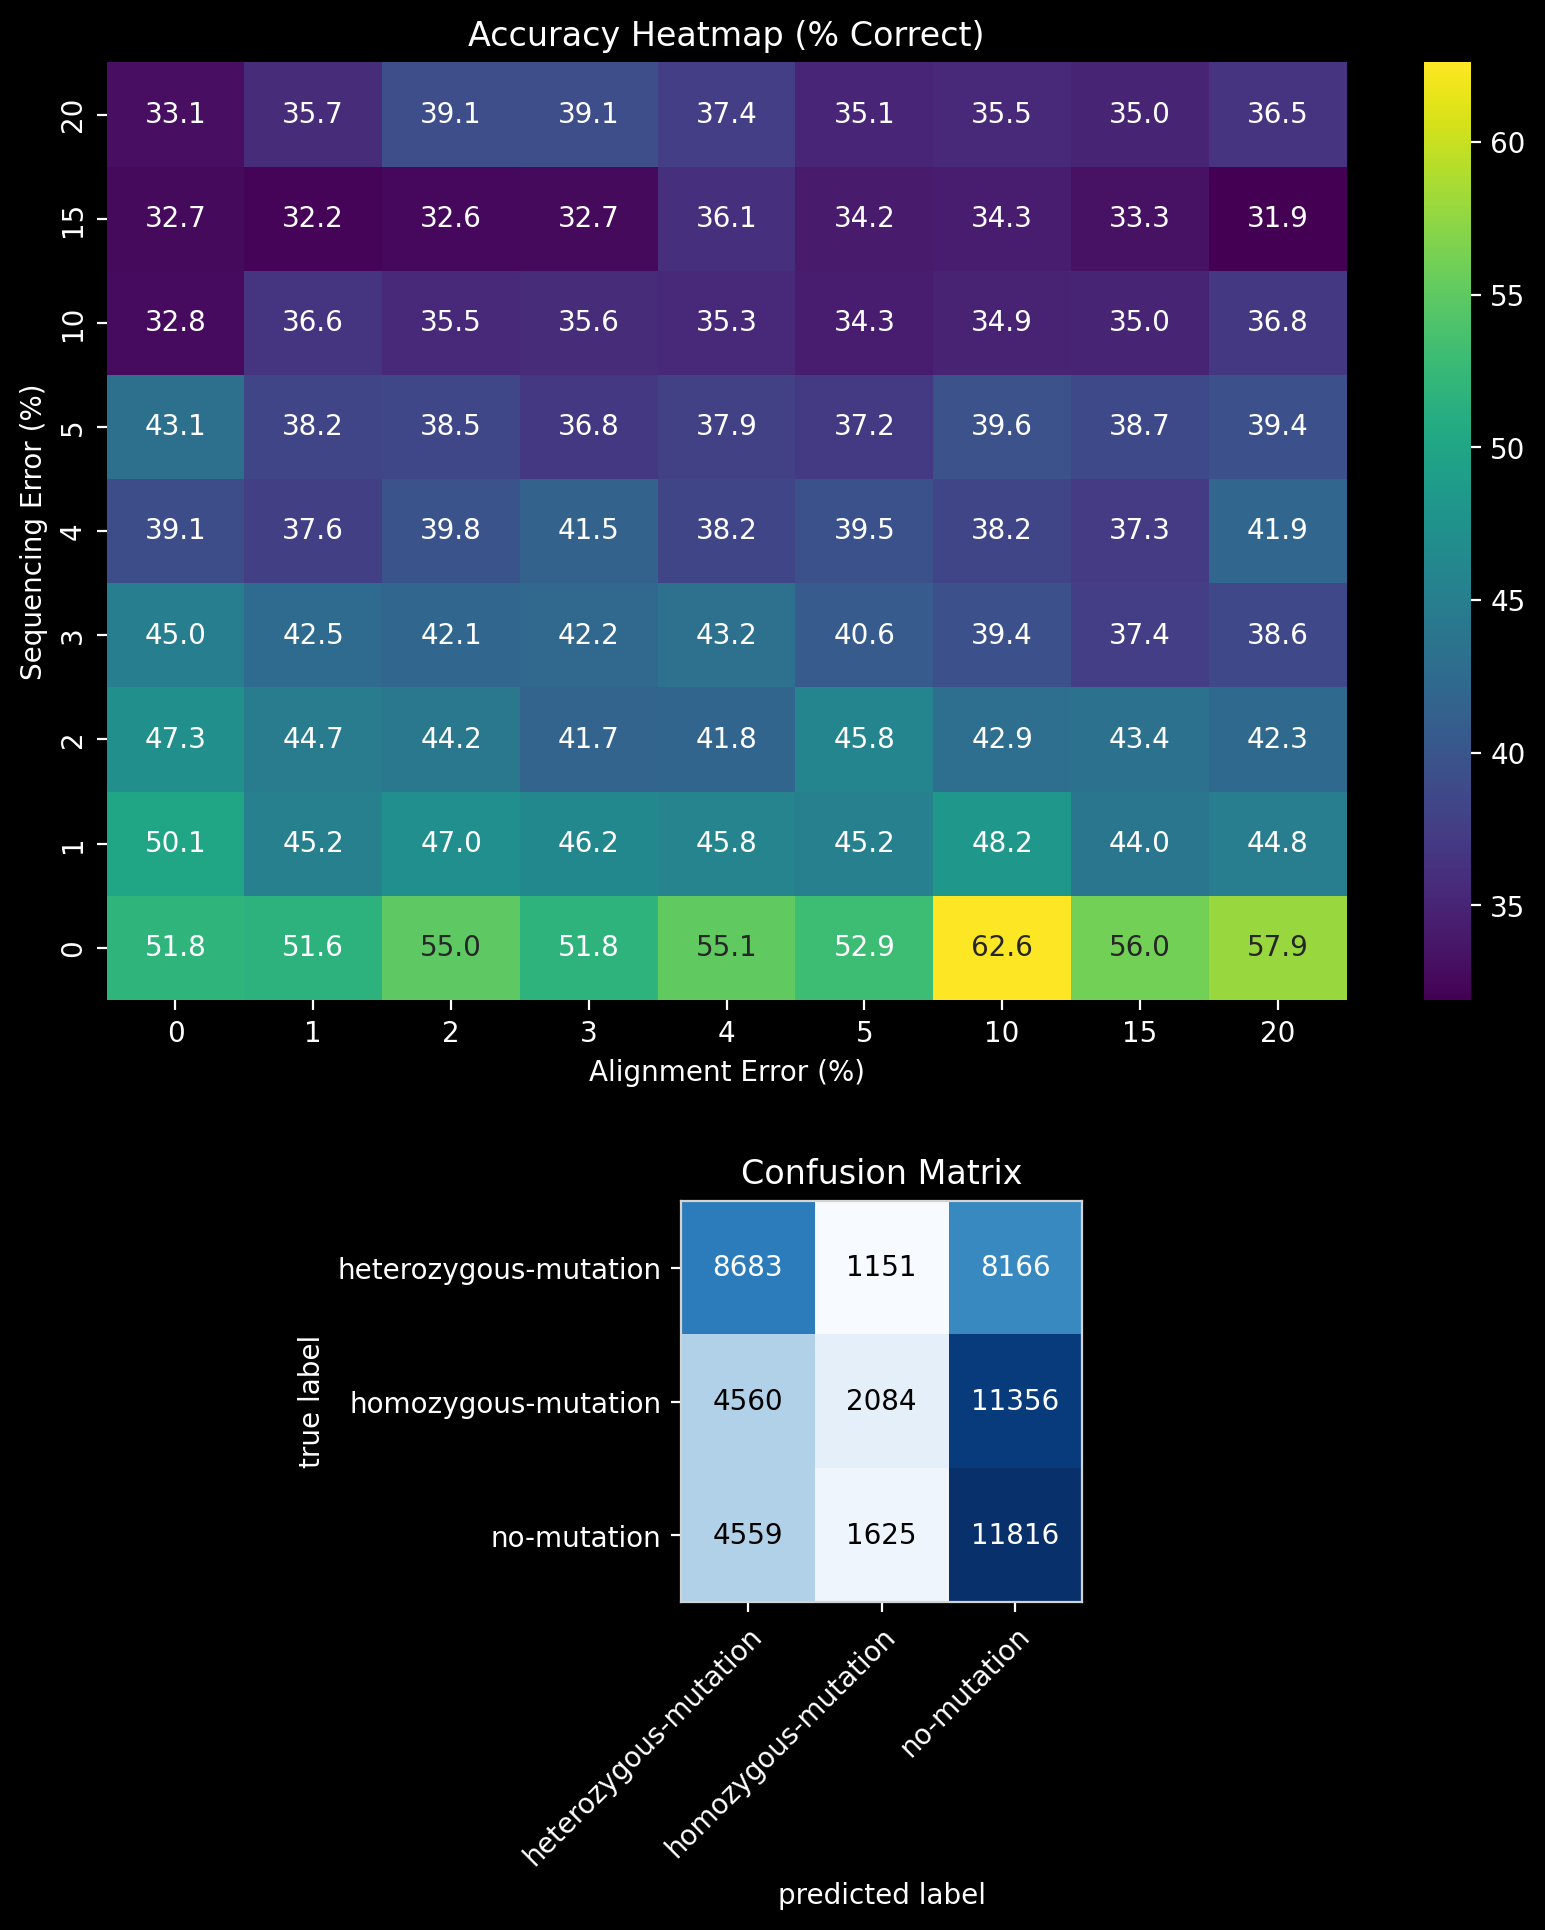 Accuracy Heatmap (% Correct)
Sequencing Error (%)
20 33.1 35.7 39.1 39.1 37.4 35.1 35.5 35.0 36.5
15 32.7 32.2 32.6 32.7 36.1 34.2 34.3 33.3 31.9
10 32.8 36.6 35.5 35.6 35.3 34.3 34.9 35.0 36.8
5 43.1 38.2 38.5 36.8 37.9 37.2 39.6 38.7 39.4
4 39.1 37.6 39.8 41.5 38.2 39.5 38.2 37.3 41.9
3 45.0 42.5 42.1 42.2 43.2 40.6 39.4 37.4 38.6
2 47.3 44.7 44.2 41.7 41.8 45.8 42.9 43.4 42.3
1 50.1 45.2 47.0 46.2 45.8 45.2 48.2 44.0 44.8
0 51.8 51.6 55.0 51.8 55.1 52.9 62.6 56.0 57.9
0 1 2 3 4 5 10 15 20
Alignment Error (%)
60
55
50
45
40
35
Confusion Matrix
true label
heterozygous-mutation 8683 1151 8166
homozygous-mutation 4560 2084 11356
no-mutation 4559 1625 11816
heterozygous-mutation
homozygous-mutation
no-mutation
predicted label